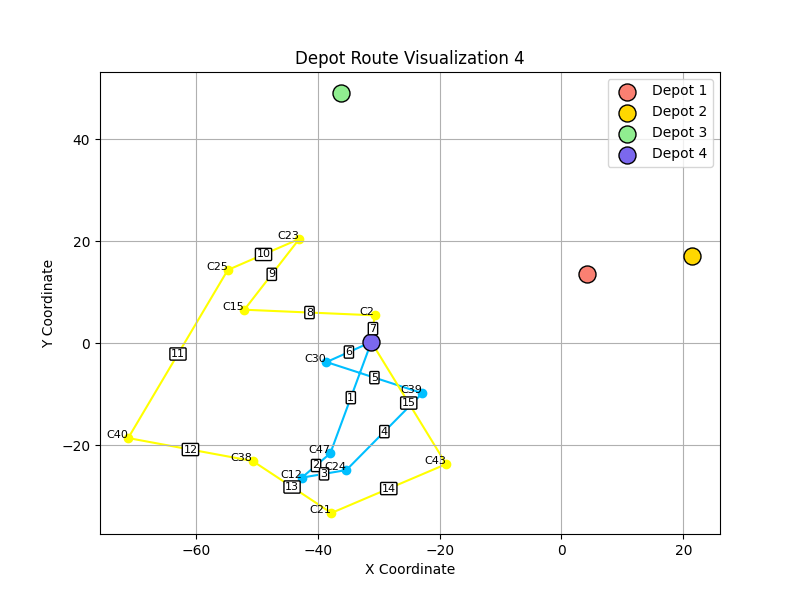 Depot Route Visualization 4
Depot 1
Depot 2
Depot 3
Depot 4
Y Coordinate
40
20
0
−20
C23
10
C25
9
C15
8
C2
7
6
C30
11
5
C39
1
15
4
C40
12
C38
C47
2
C24
3
C12
13
C43
14
C21
−60
−40
−20
0
20
X Coordinate